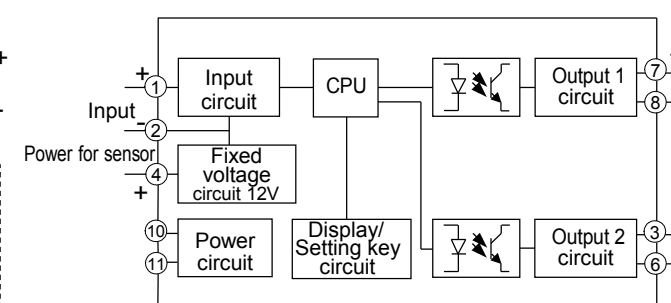 +
-
Input
Power for sensor
+
-
+
1
2
4
10
11
Input
circuit
Fixed
voltage
circuit 12V
Power
circuit
CPU
Display/
Setting key
circuit
Output 1
circuit
Output 2
circuit
7
8
3
6